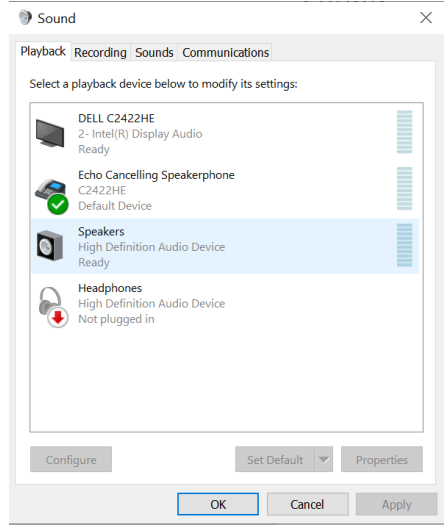 Sound
Playback Recording Sounds Communications
Select a playback device below to modify its settings:
DELL C2422HE
2- Intel(R) Display Audio
Ready
Echo Cancelling Speakerphone
C2422HE
Default Device
Speakers
High Definition Audio Device
Ready
Headphones
High Definition Audio Device
Not plugged in
Configure Set Default Properties
OK Cancel Apply